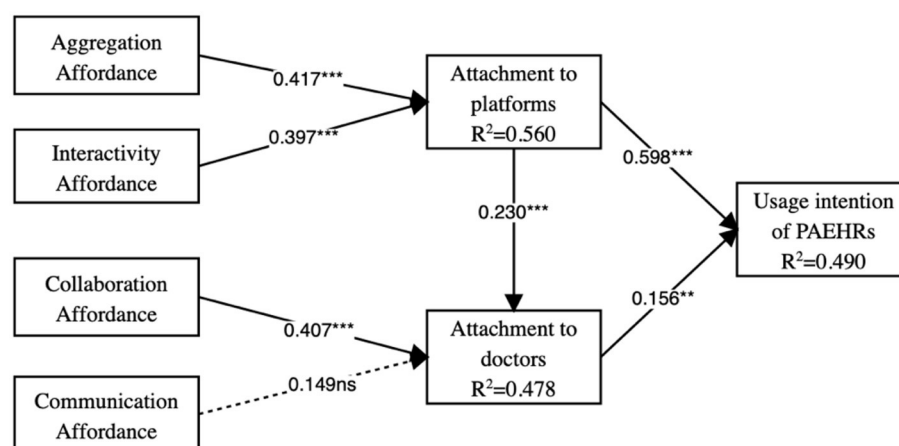 Aggregation
Affordance
0.417***
Attachment to
platforms
R²=0.560
0.397***
Interactivity
Affordance
0.598***
0.230***
Usage intention
of PAEHRs
R²=0.490
Collaboration
Affordance
0.407***
0.156**
Attachment to
doctors
R²=0.478
0.149ns
Communication
Affordance